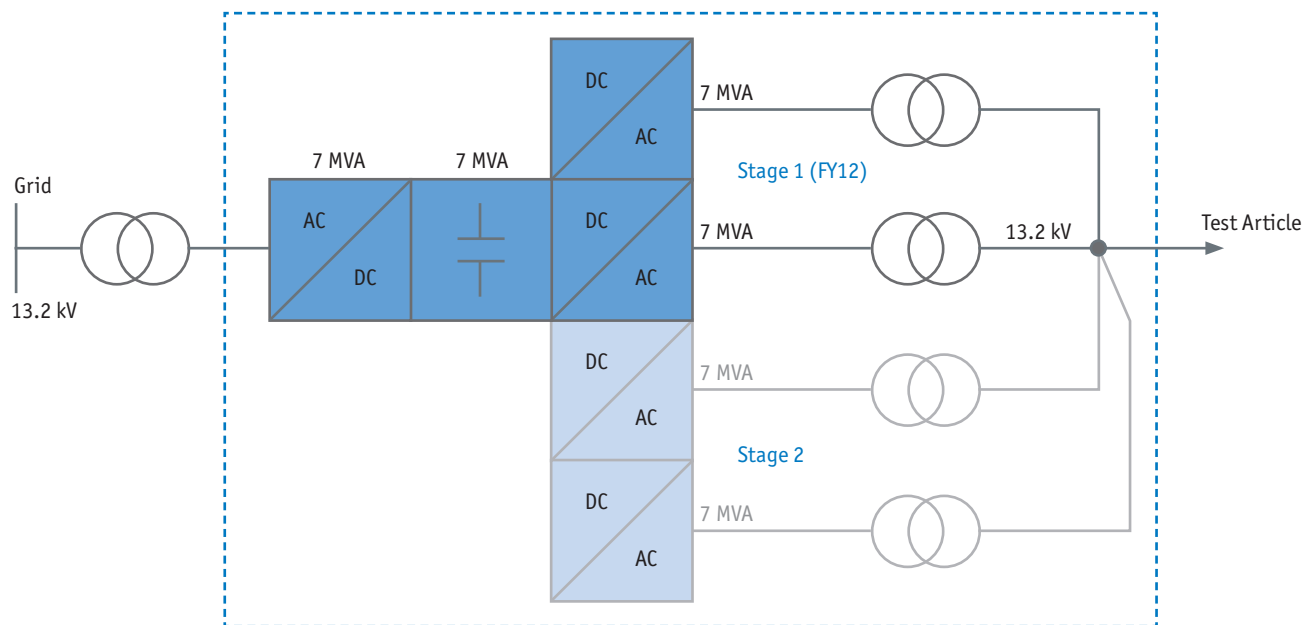 DC
AC
7 MVA
7 MVA
7 MVA
Stage 1 (FY12)
Grid
AC
DC
DC
AC
7 MVA
13.2 kV
Test Article
13.2 kV
DC
AC
7 MVA
Stage 2
DC
AC
7 MVA